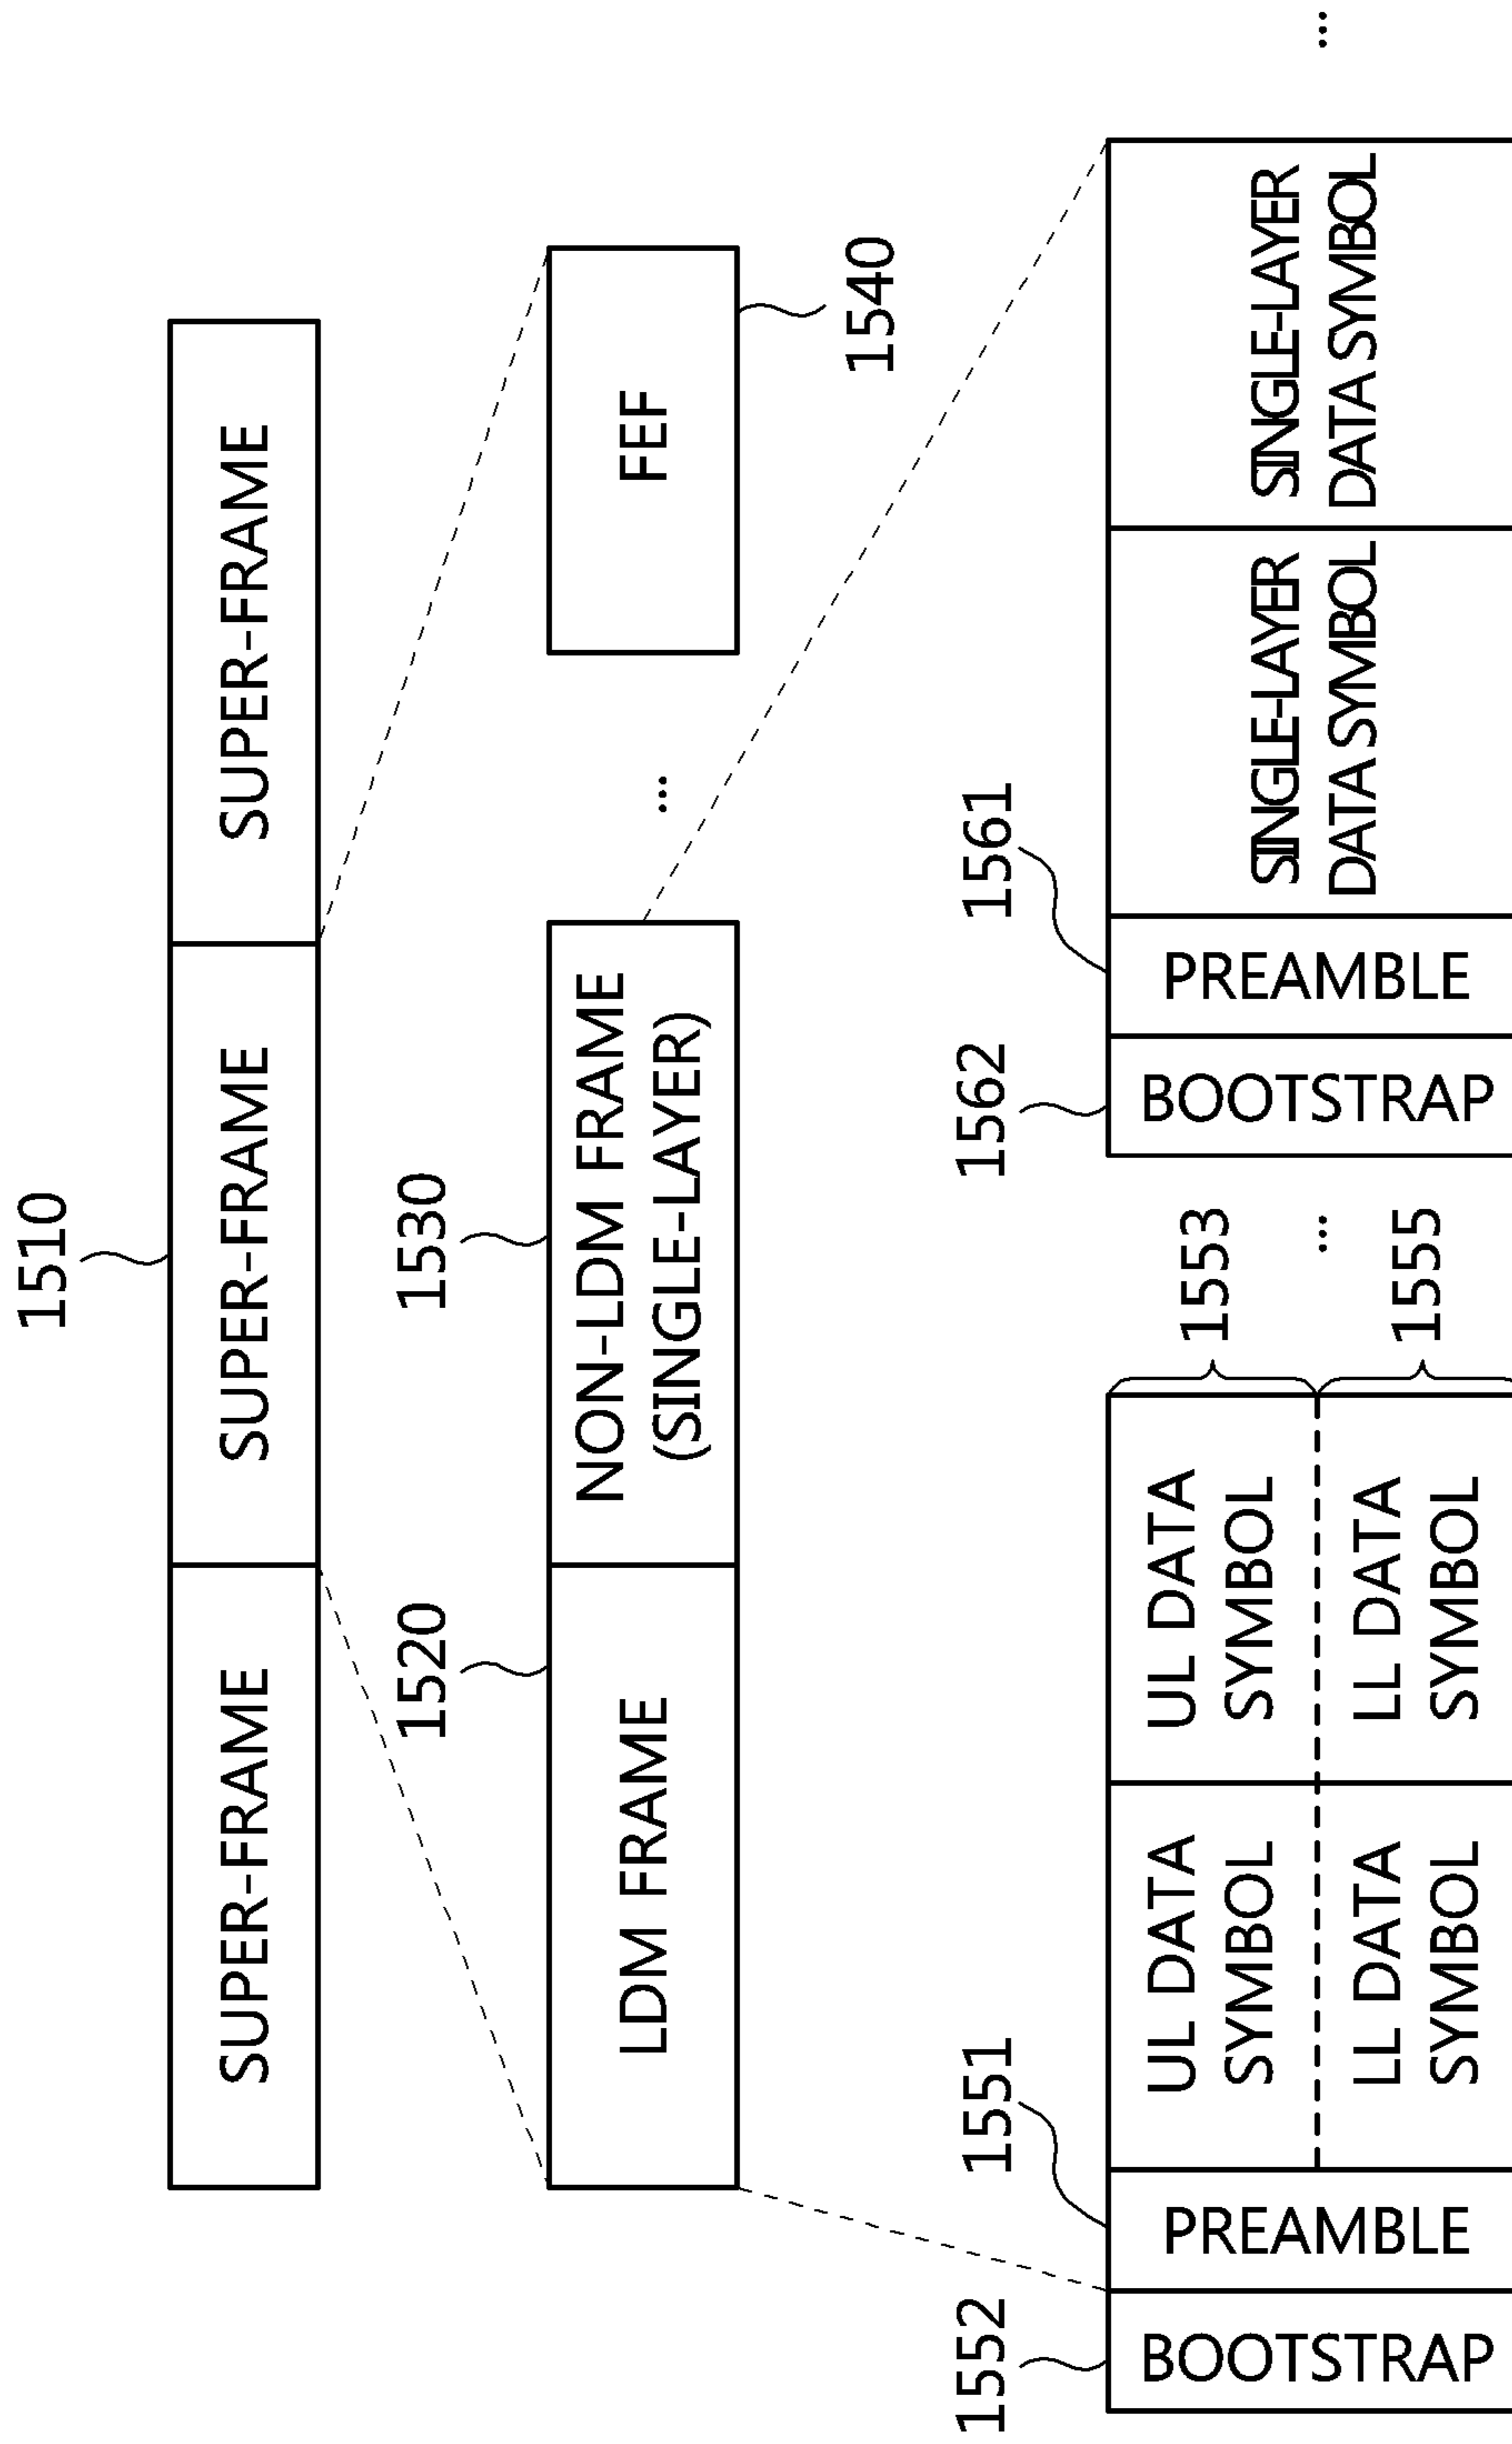 1510
SUPER-FRAME
SUPER-FRAME
SUPER-FRAME
1520
1530
LDM FRAME
NON-LDM FRAME
(SINGLE-LAYER)
...
FEF
1540
1552
1551
1562
1561
BOOTSTRAP
PREAMBLE
UL DATA
SYMBOL
UL DATA
SYMBOL
1553
LL DATA
SYMBOL
LL DATA
SYMBOL
1555
...
BOOTSTRAP
PREAMBLE
SINGLE-LAYER
DATA SYMBOL
SINGLE-LAYER
DATA SYMBOL
...